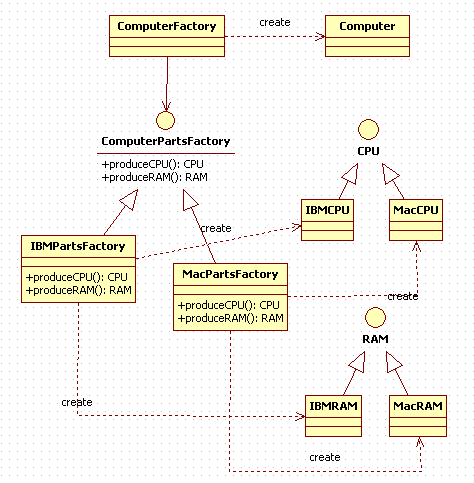 ComputerFactory
create
Computer
ComputerPartsFactory
+produceCPU(): CPU
+produceRAM(): RAM
CPU
IBMCPU
MacCPU
create
IBMPartsFactory
+produceCPU(): CPU
+produceRAM(): RAM
MacPartsFactory
+produceCPU(): CPU
+produceRAM(): RAM
create
RAM
IBMRAM
MacRAM
create
create